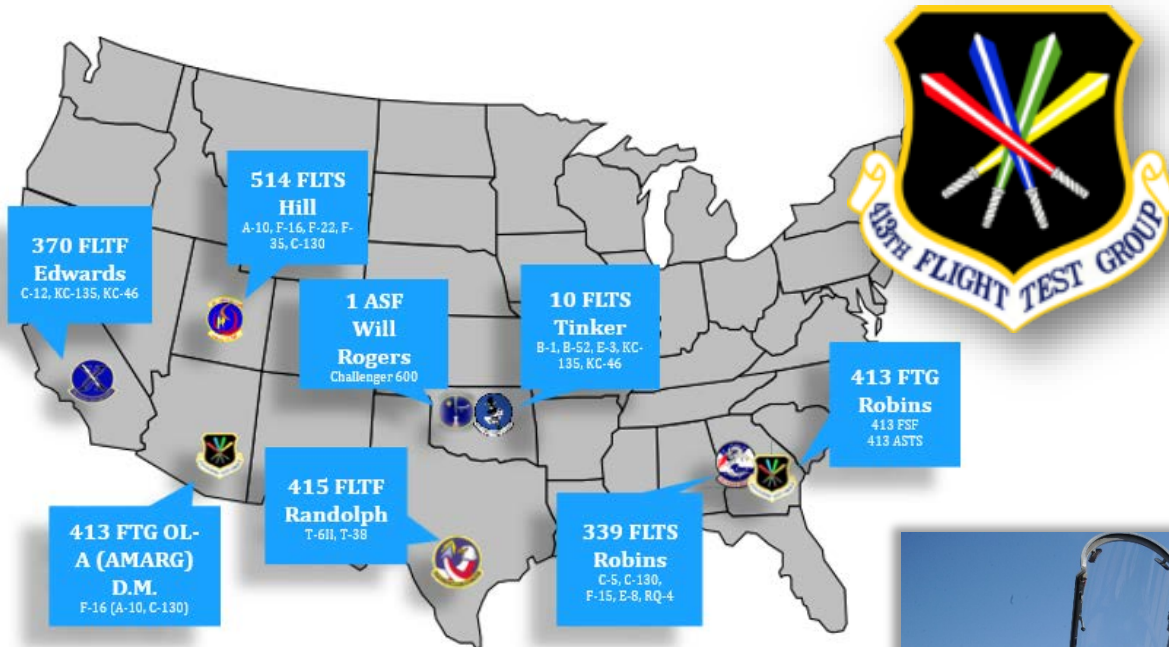 514 FLTS
Hill
A-10, F-16, F-22, F-
35, C-130
370 FLTF
Edwards
C-12, KC-135, KC-46
1 ASF
Will
Rogers
Challenger 600
10 FLTS
Tinker
B-1, B-52, E-3, KC-
135, KC-46
413TH FLIGHT TEST GROUP
413 FTG
Robins
413 FSF
413 ASTS
413 FTG OL-
A (AMARG)
D.M.
F-16 (A-10, C-130)
415 FLTF
Randolph
T-6II, T-38
339 FLTS
Robins
C-5, C-130,
F-15, E-8, RQ-4